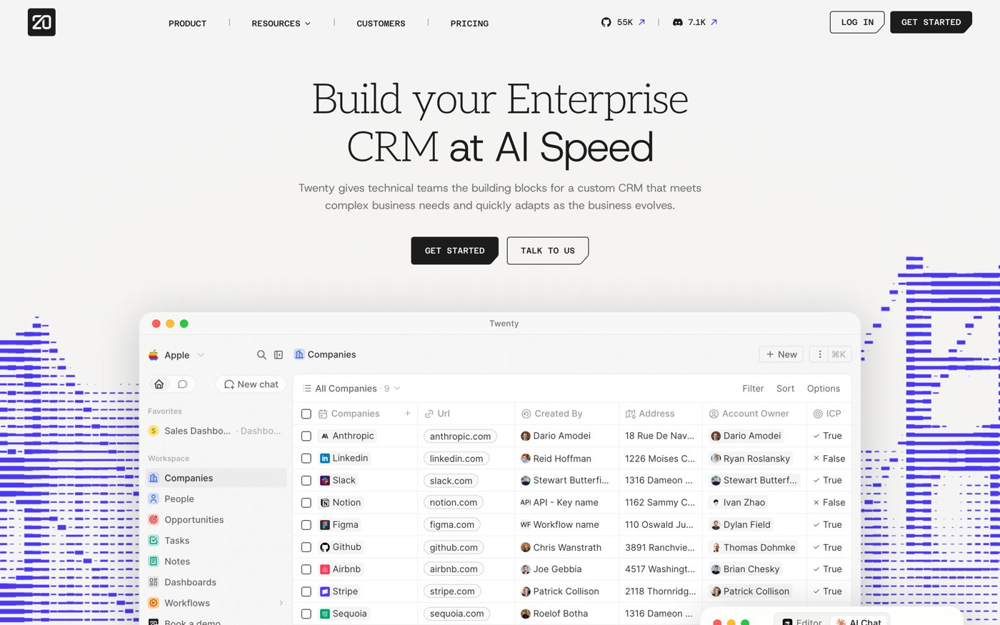 20
PRODUCT
RESOURCES
CUSTOMERS
PRICING
55K
7.1K
LOG IN
GET STARTED
Build your Enterprise
CRM at AI Speed
Twenty gives technical teams the building blocks for a custom CRM that meets
complex business needs and quickly adapts as the business evolves.
GET STARTED
TALK TO US
Twenty
Apple
Companies
New
⌘K
New chat
Favorites
S Sales Dashbo... · Dashbo...
Workspace
Companies
People
Opportunities
Tasks
Notes
Dashboards
Workflows
Book a demo
All Companies · 9
Filter
Sort
Options
Companies + Url Created By Address Account Owner ICP
Anthropic anthropic.com Dario Amodei 18 Rue De Nav... Dario Amodei True
Linkedin linkedin.com Reid Hoffman 1226 Moises C... Ryan Roslansky False
Slack slack.com Stewart Butterfi... 1316 Dameon ... Stewart Butterf... True
Notion notion.com API API - Key name 1162 Sammy C... Ivan Zhao False
Figma figma.com WF Workflow name 110 Oswald Ju... Dylan Field True
Github github.com Chris Wanstrath 3891 Ranchvie... Thomas Dohmke True
Airbnb airbnb.com Joe Gebbia 4517 Washingt... Brian Chesky True
Stripe stripe.com Patrick Collison 2118 Thornridg... Patrick Collison True
Sequoia sequoia.com Roelof Botha 1316 Dameon ...
Editor
AI Chat